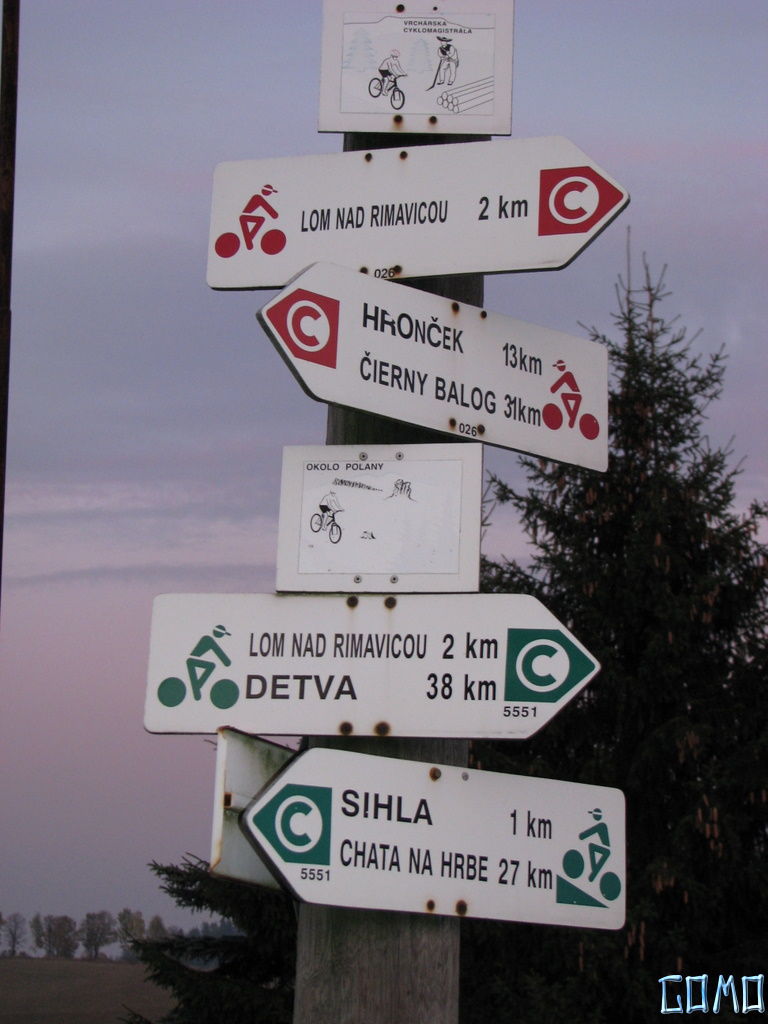 VRCHÁRSKA
CYKLOMAGISTRÁLA
LOM NAD RIMAVICOU 2 km C
026
C HRONČEK 13km
ČIERNY BALOG 31km
026
OKOLO POLANY
LOM NAD RIMAVICOU 2 km C
DETVA 38 km
5551
C SIHLA 1 km
CHATA NA HRBE 27 km
5551
GOMO